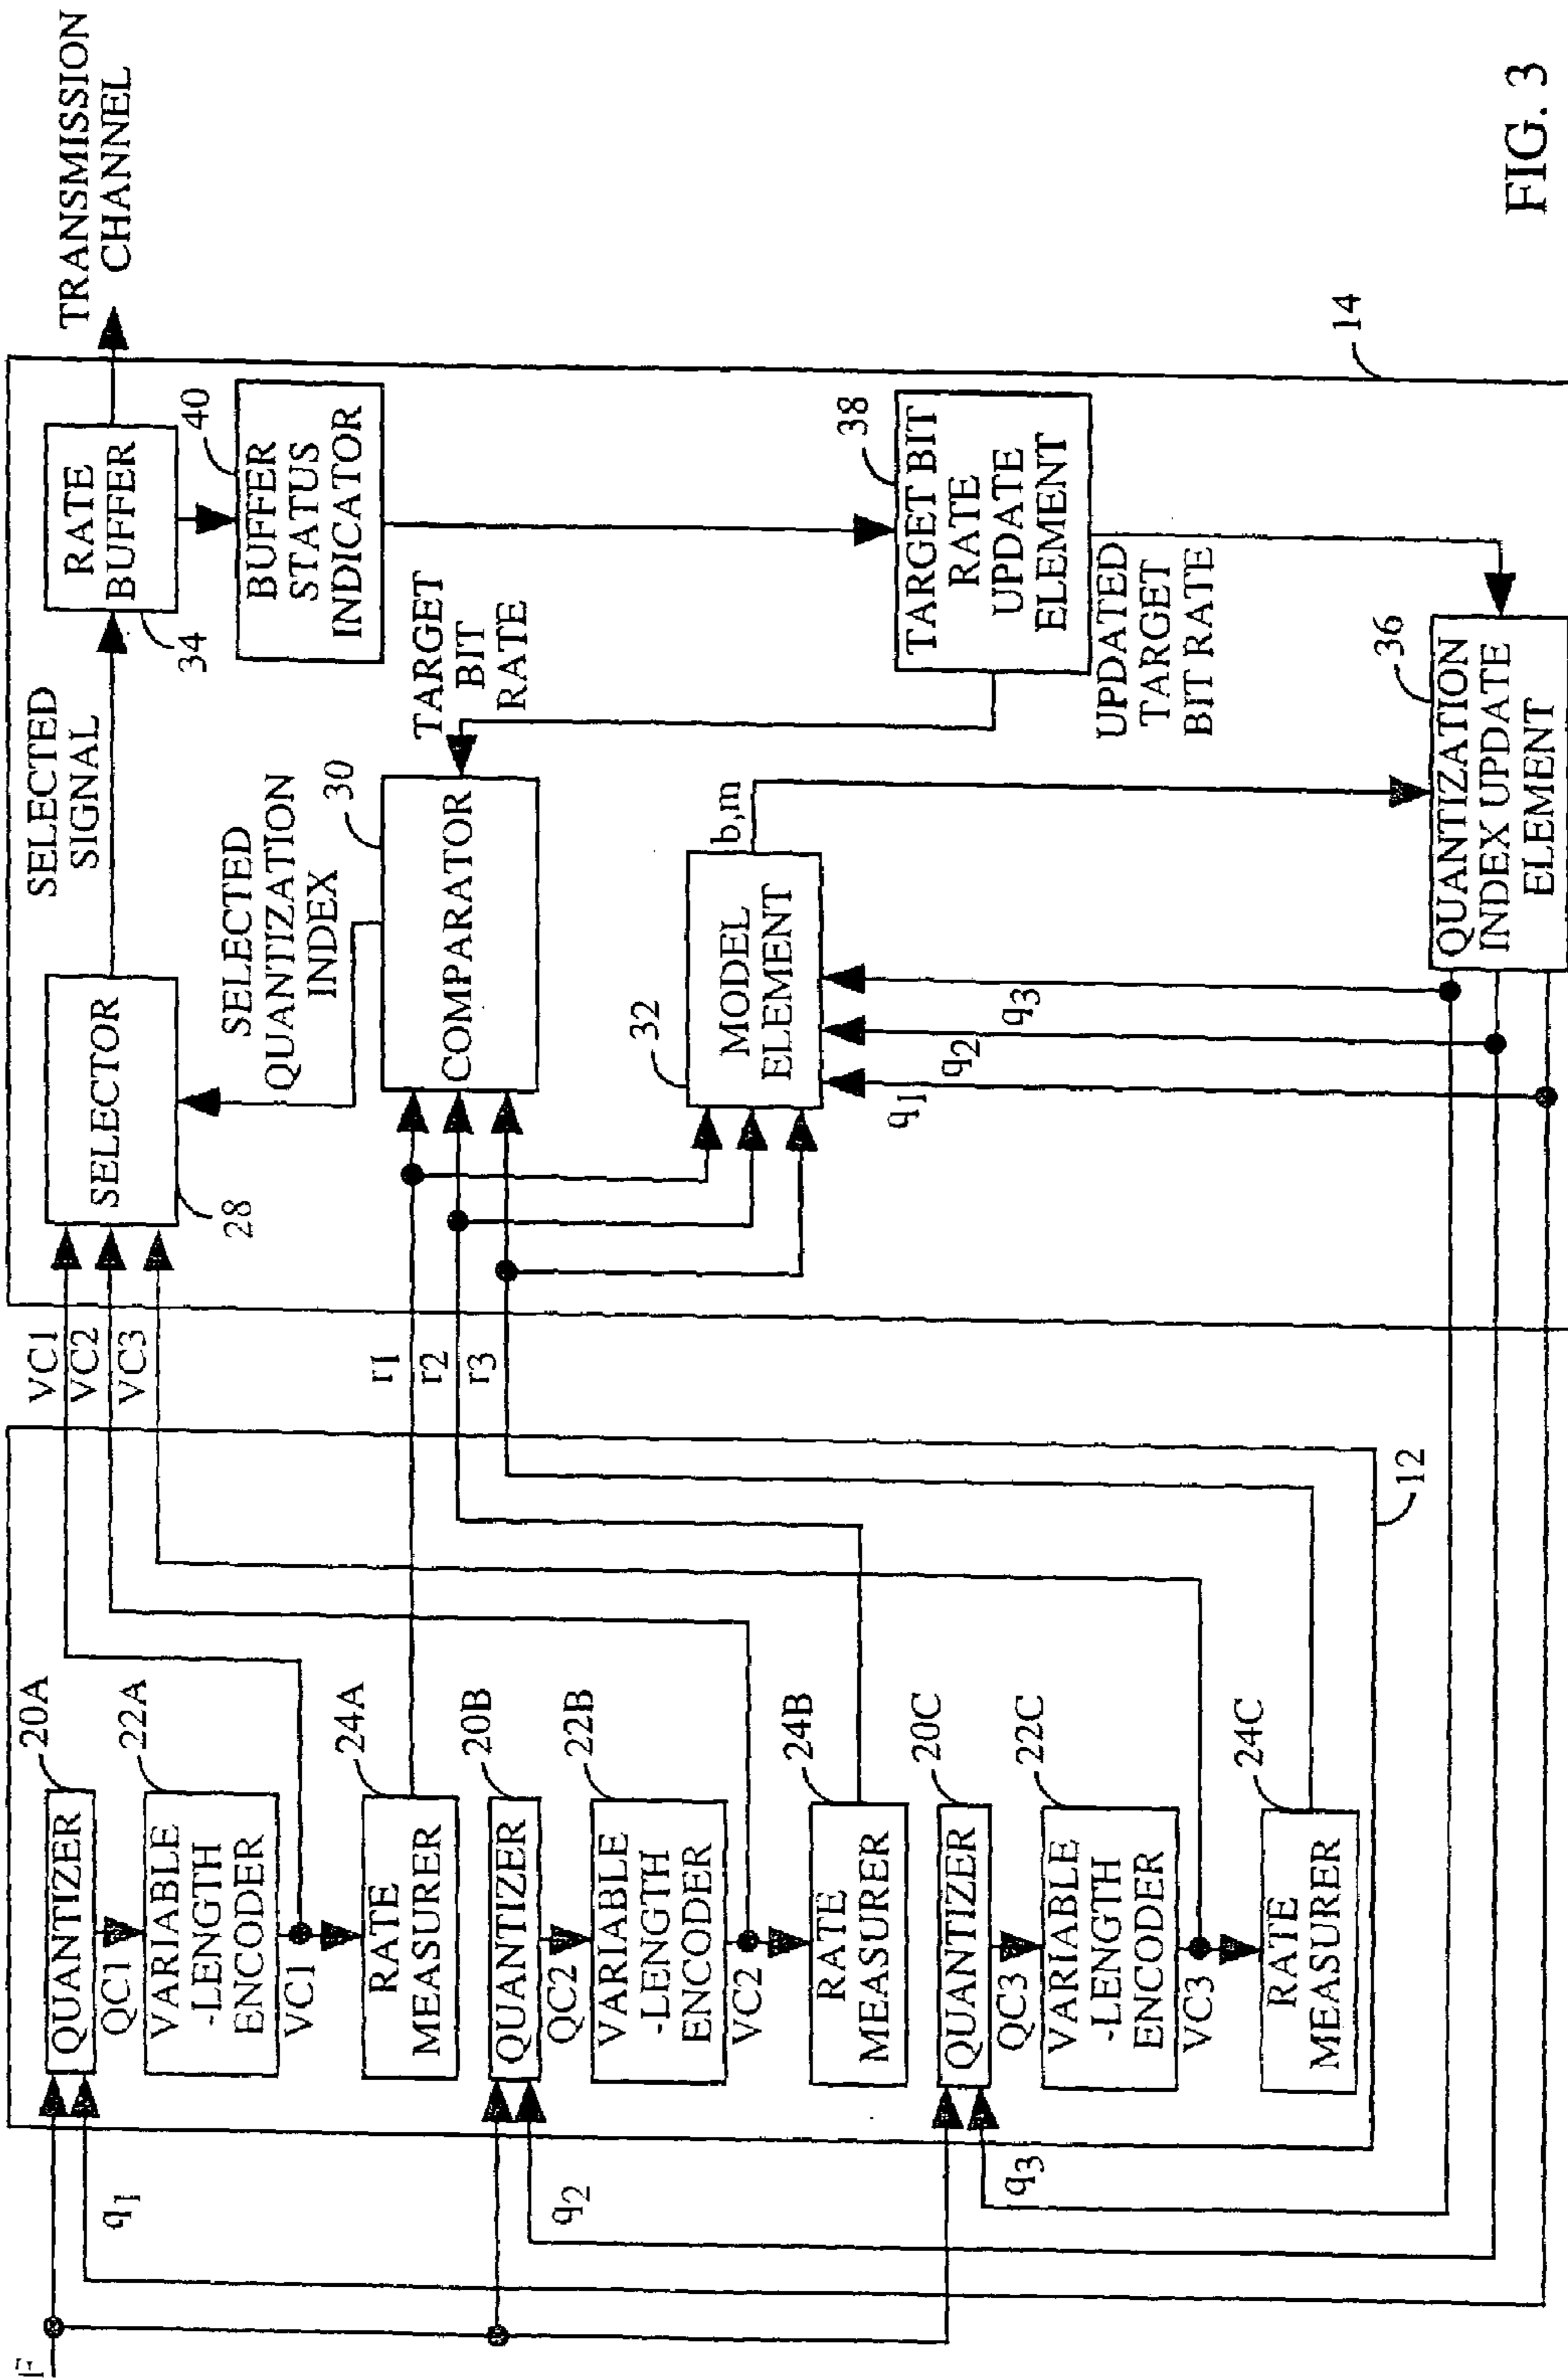 F
q1
q2
q3
20A
QUANTIZER
QC1
22A
VARIABLE
-LENGTH
ENCODER
VC1
24A
RATE
MEASURER
20B
QUANTIZER
QC2
22B
VARIABLE
-LENGTH
ENCODER
VC2
24B
RATE
MEASURER
20C
QUANTIZER
QC3
22C
VARIABLE
-LENGTH
ENCODER
VC3
24C
RATE
MEASURER
12
VC1
VC2
VC3
r1
r2
r3
SELECTOR
28
SELECTED
SIGNAL
RATE
BUFFER
34
TRANSMISSION
CHANNEL
40
BUFFER
STATUS
INDICATOR
SELECTED
QUANTIZATION
INDEX
30
COMPARATOR
TARGET
BIT
RATE
32
MODEL
ELEMENT
b,m
q1
q2
q3
38
TARGET BIT
RATE
UPDATE
ELEMENT
UPDATED
TARGET
BIT RATE
36
QUANTIZATION
INDEX UPDATE
ELEMENT
14
FIG. 3